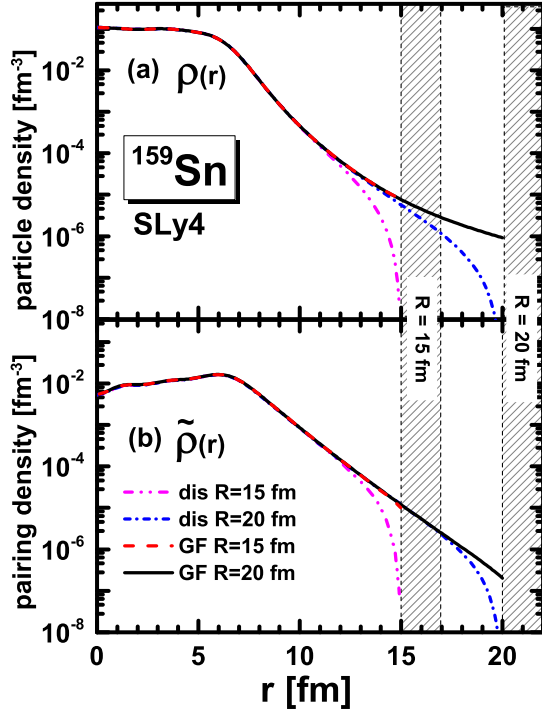 particle density [fm⁻³]
10⁻²
10⁻⁴
10⁻⁶
10⁻⁸
(a) ρ(r)
¹⁵⁹Sn
SLy4
R = 15 fm
R = 20 fm
pairing density [fm⁻³]
10⁻²
10⁻⁴
10⁻⁶
10⁻⁸
(b) ρ̃(r)
dis R=15 fm
dis R=20 fm
GF R=15 fm
GF R=20 fm
0 5 10 15 20
r [fm]